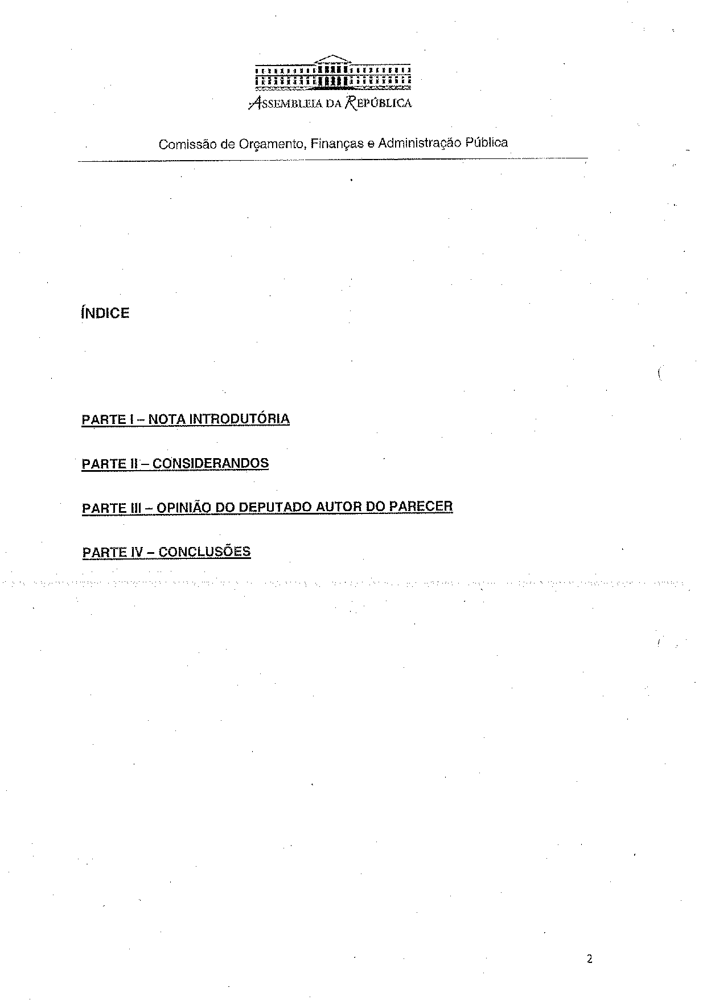 ASSEMBLEIA DA REPÚBLICA
Comissão de Orçamento, Finanças e Administração Pública
ÍNDICE
PARTE I – NOTA INTRODUTÓRIA
PARTE II – CONSIDERANDOS
PARTE III – OPINIÃO DO DEPUTADO AUTOR DO PARECER
PARTE IV – CONCLUSÕES
2